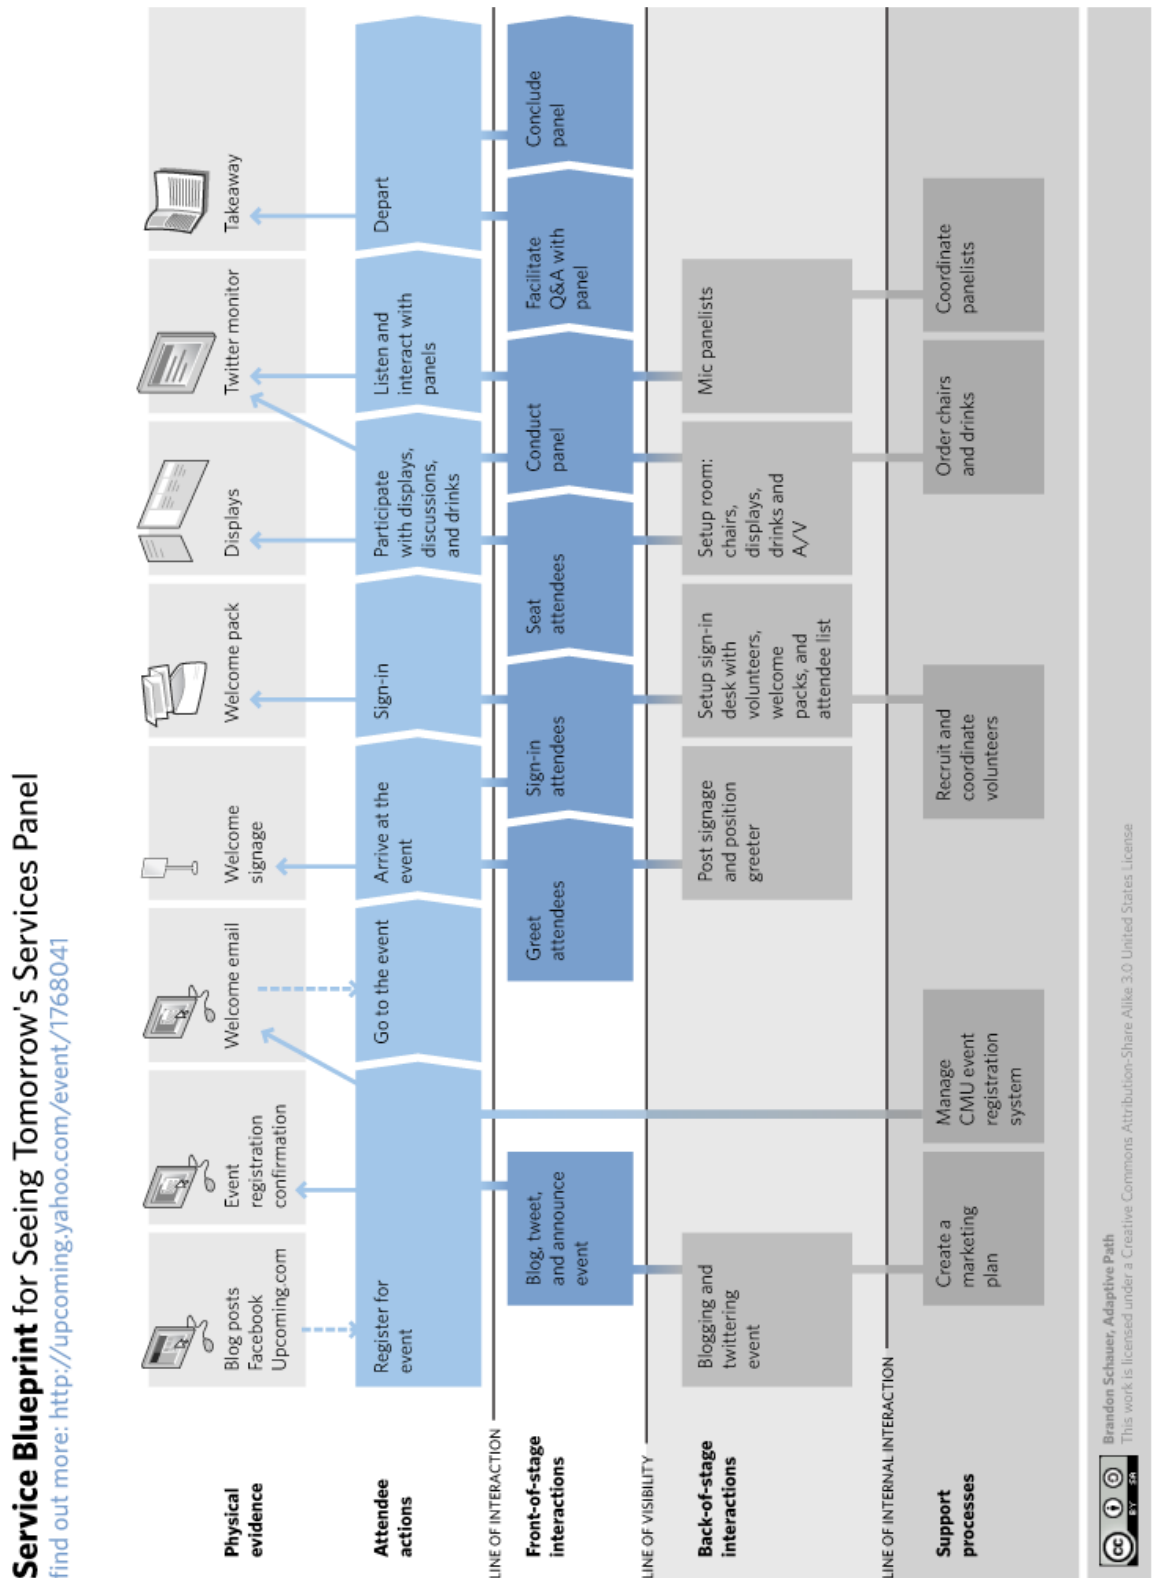 Service Blueprint for Seeing Tomorrow's Services Panel
find out more: http://upcoming.yahoo.com/event/1768041
Physical
evidence
Blog posts
Facebook
Upcoming.com
Event
registration
confirmation
Welcome email
Welcome
signage
Welcome pack
Displays
Twitter monitor
Takeaway
Attendee
actions
Register for
event
Go to the event
Arrive at the
event
Sign-in
Participate
with displays,
discussions,
and drinks
Listen and
interact with
panels
Depart
LINE OF INTERACTION
Front-of-stage
interactions
Blog, tweet,
and announce
event
Greet
attendees
Sign-in
attendees
Seat
attendees
Conduct
panel
Facilitate
Q&A with
panel
Conclude
panel
LINE OF VISIBILITY
Back-of-stage
interactions
Blogging and
twittering
event
Post signage
and position
greeter
Setup sign-in
desk with
volunteers,
welcome
packs, and
attendee list
Setup room:
chairs,
displays,
drinks and
A/V
Mic panelists
LINE OF INTERNAL INTERACTION
Support
processes
Create a
marketing
plan
Manage
CMU event
registration
system
Recruit and
coordinate
volunteers
Order chairs
and drinks
Coordinate
panelists
cc
BY SA
Brandon Schauer, Adaptive Path
This work is licensed under a Creative Commons Attribution-Share Alike 3.0 United States License